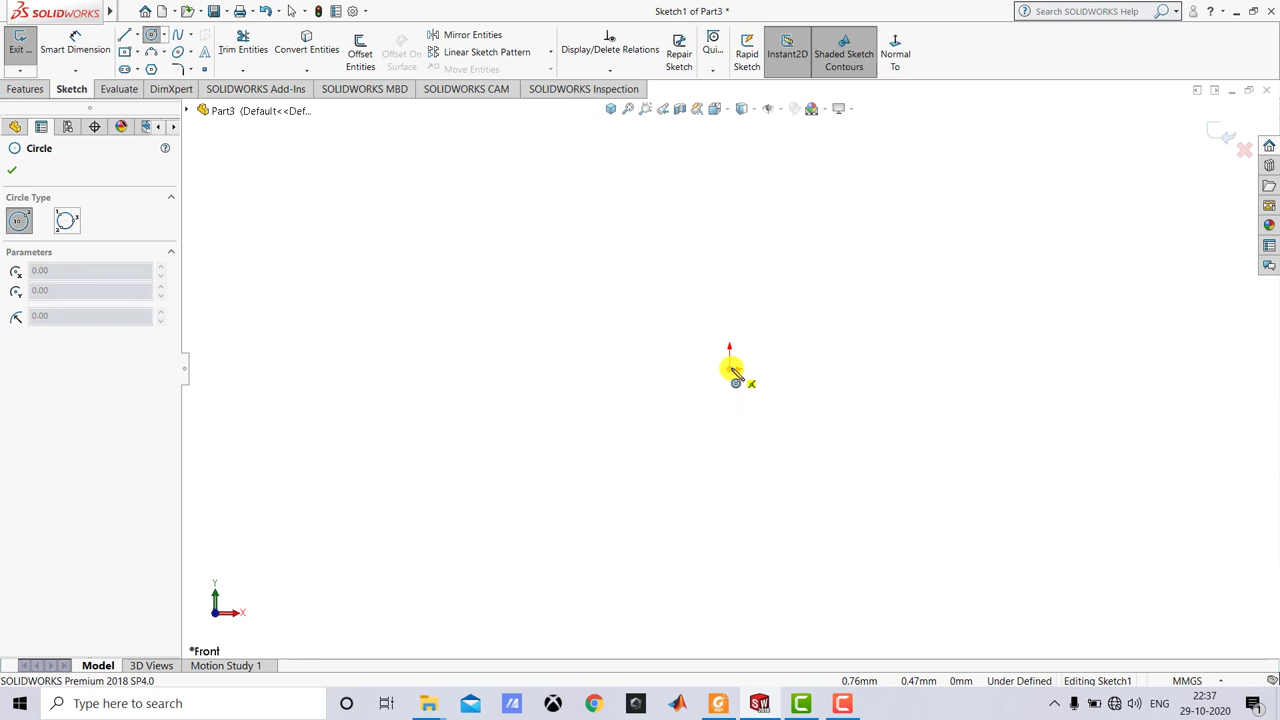 SOLIDWORKS
Sketch1 of Part3 *
Search SOLIDWORKS Help
Exit ...
Smart Dimension
Trim Entities
Convert Entities
Offset Entities
Offset On Surface
Mirror Entities
Linear Sketch Pattern
Move Entities
Display/Delete Relations
Repair Sketch
Qui...
Rapid Sketch
Instant2D
Shaded Sketch Contours
Normal To
Features
Sketch
Evaluate
DimXpert
SOLIDWORKS Add-Ins
SOLIDWORKS MBD
SOLIDWORKS CAM
SOLIDWORKS Inspection
Part3 (Default<<Def...
Circle
Circle Type
Parameters
0.00
0.00
0.00
Y
X
*Front
Model
3D Views
Motion Study 1
SOLIDWORKS Premium 2018 SP4.0
0.76mm
0.47mm
0mm
Under Defined
Editing Sketch1
MMGS
Type here to search
ENG
22:37
29-10-2020